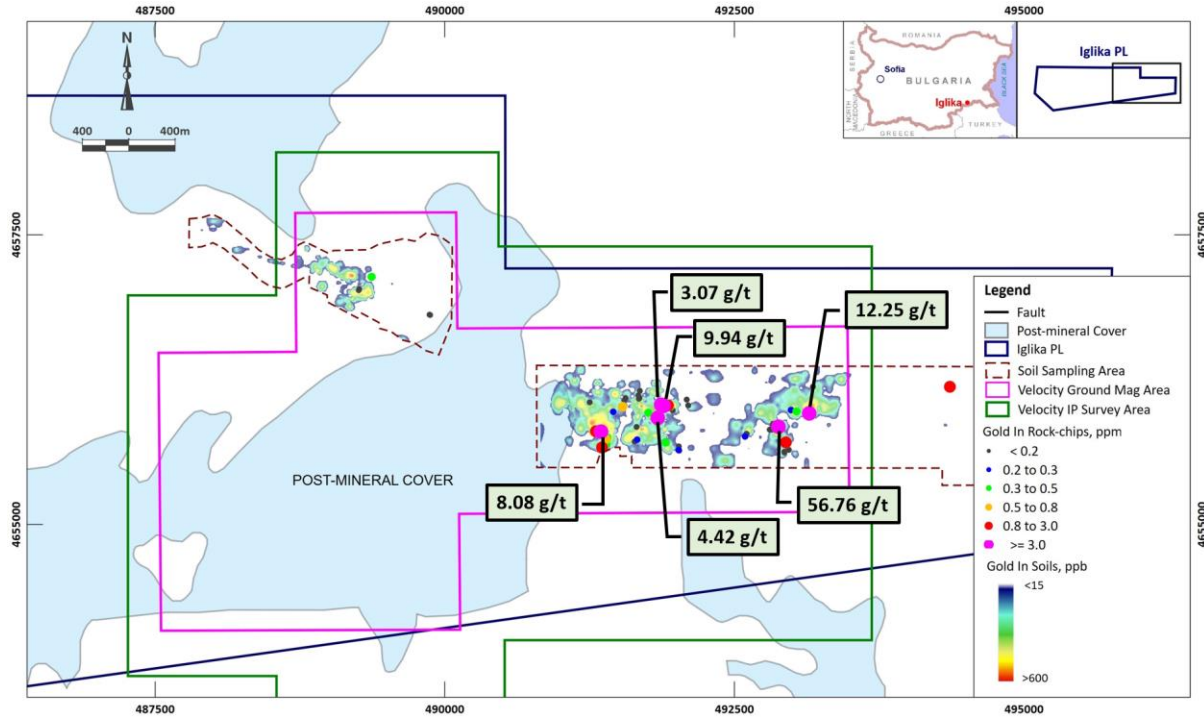 487500
490000
492500
495000
N
400 0 400m
ROMANIA
SERBIA
Sofia
BULGARIA
BLACK SEA
NORTH
MACEDONIA
Iglika
TURKEY
GREECE
Iglika PL
4657500
4657500
3.07 g/t
12.25 g/t
9.94 g/t
POST-MINERAL COVER
8.08 g/t
56.76 g/t
4.42 g/t
4655000
4655000
Legend
Fault
Post-mineral Cover
Iglika PL
Soil Sampling Area
Velocity Ground Mag Area
Velocity IP Survey Area
Gold In Rock-chips, ppm
< 0.2
0.2 to 0.3
0.3 to 0.5
0.5 to 0.8
0.8 to 3.0
>= 3.0
Gold In Soils, ppb
<15
>600
487500
490000
492500
495000